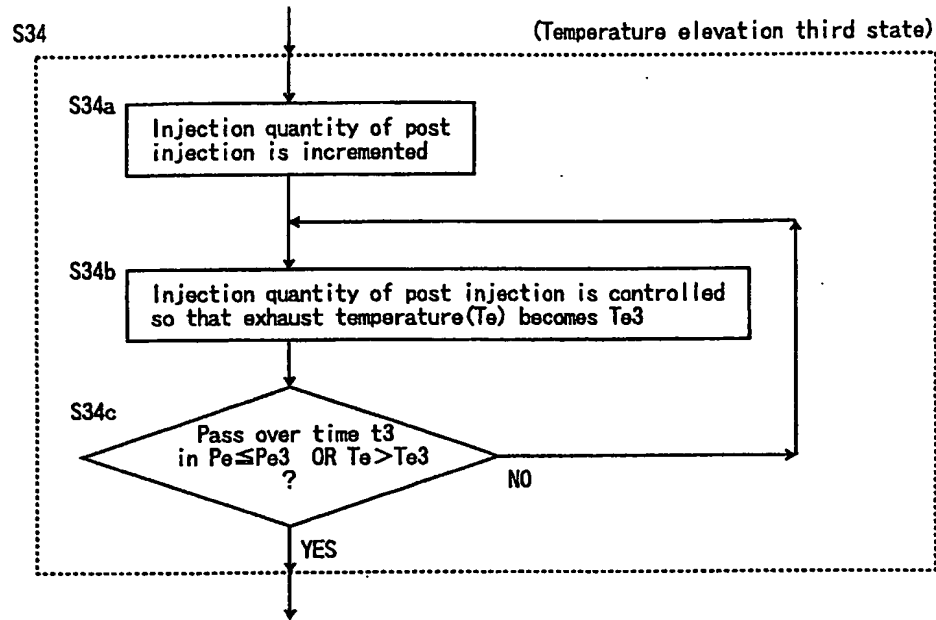 S34
(Temperature elevation third state)
S34a
Injection quantity of post
injection is incremented
S34b
Injection quantity of post injection is controlled
so that exhaust temperature(Te) becomes Te3
S34c
Pass over time t3
in Pe≦Pe3 OR Te>Te3
?
NO
YES